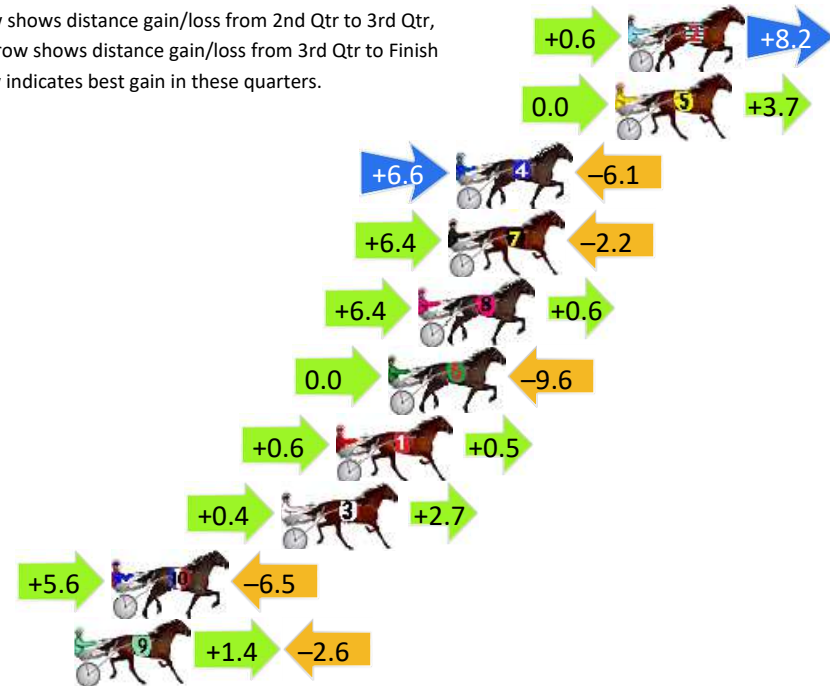 w shows distance gain/loss from 2nd Qtr to 3rd Qtr,
row shows distance gain/loss from 3rd Qtr to Finish
indicates best gain in these quarters.
+0.6 2 +8.2
0.0 5 +3.7
+6.6 4 –6.1
+6.4 7 –2.2
+6.4 8 +0.6
0.0 6 –9.6
+0.6 1 +0.5
+0.4 3 +2.7
+5.6 10 –6.5
9 +1.4 –2.6